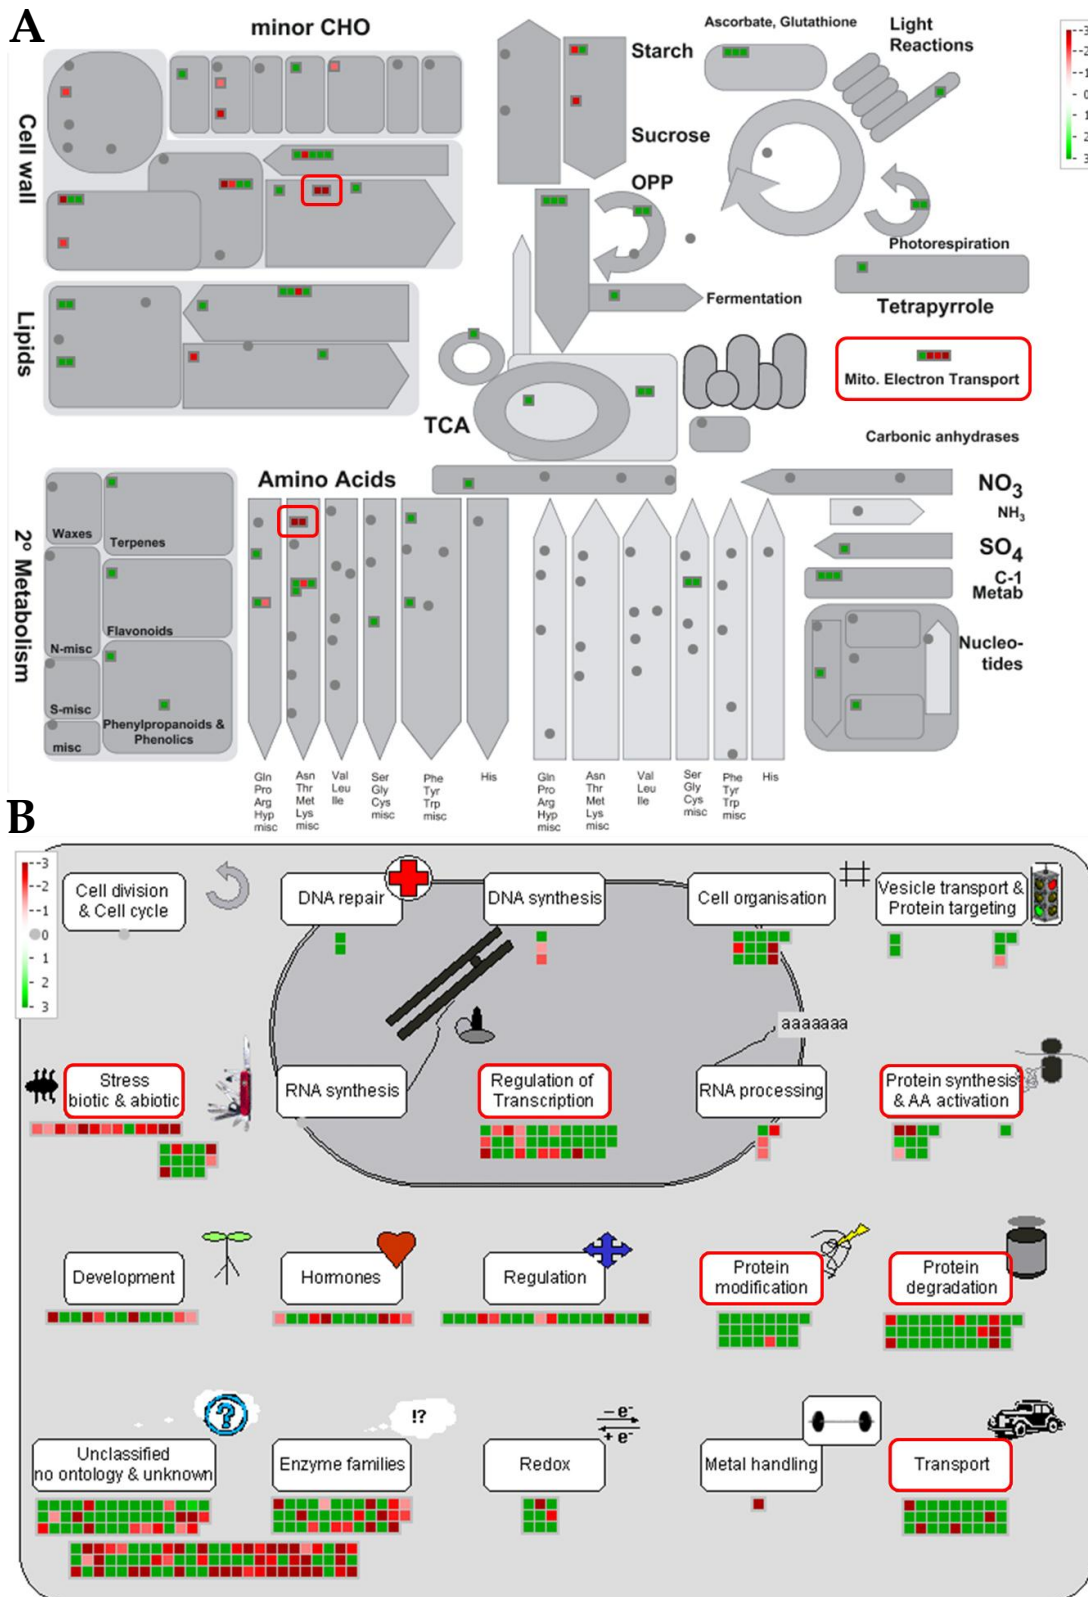 A
minor CHO
Cell wall
Lipids
2º Metabolism
Starch
Sucrose
OPP
Ascorbate, Glutathione
Light
Reactions
--3
--2
--1
- 0
- 1
- 2
3
Photorespiration
Tetrapyrrole
Fermentation
Mito. Electron Transport
TCA
Carbonic anhydrases
Amino Acids
Waxes
Terpenes
N-misc
Flavonoids
S-misc
Phenylpropanoids &
Phenolics
misc
NO3
NH3
SO4
C-1
Metab
Nucleo-
tides
Gln
Pro
Arg
Hyp
misc
Asn
Thr
Met
Lys
misc
Val
Leu
Ile
Ser
Gly
Cys
misc
Phe
Tyr
Trp
misc
His
Gln
Pro
Arg
Hyp
misc
Asn
Thr
Met
Lys
misc
Val
Leu
Ile
Ser
Gly
Cys
misc
Phe
Tyr
Trp
misc
His
B
--3
--2
--1
0
1
- 2
- 3
Cell division
& Cell cycle
DNA repair
DNA synthesis
Cell organisation
Vesicle transport &
Protein targeting
aaaaaaa
Stress
biotic & abiotic
RNA synthesis
Regulation of
Transcription
RNA processing
Protein synthesis
& AA activation
Development
Hormones
Regulation
Protein
modification
Protein
degradation
?
!?
– e-
+ e-
Unclassified
no ontology & unknown
Enzyme families
Redox
Metal handling
Transport